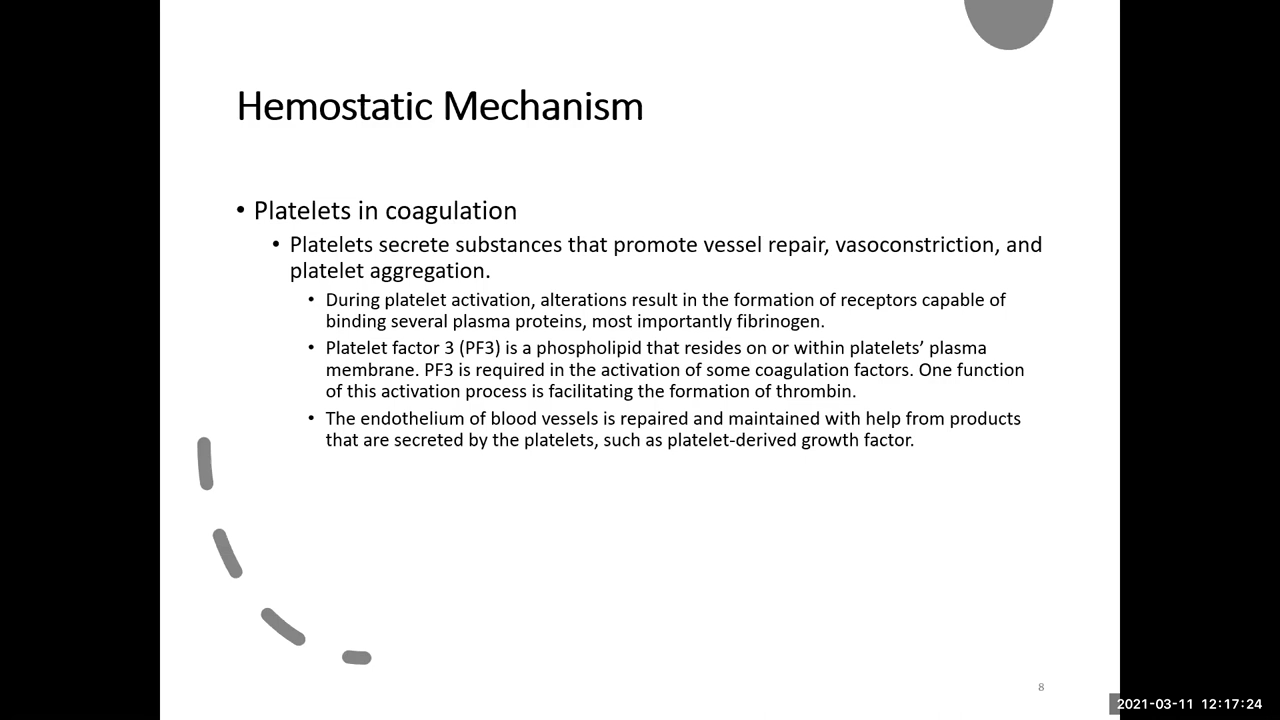 Hemostatic Mechanism
• Platelets in coagulation
• Platelets secrete substances that promote vessel repair, vasoconstriction, and
platelet aggregation.
• During platelet activation, alterations result in the formation of receptors capable of
binding several plasma proteins, most importantly fibrinogen.
• Platelet factor 3 (PF3) is a phospholipid that resides on or within platelets’ plasma
membrane. PF3 is required in the activation of some coagulation factors. One function
of this activation process is facilitating the formation of thrombin.
• The endothelium of blood vessels is repaired and maintained with help from products
that are secreted by the platelets, such as platelet-derived growth factor.
8
2021-03-11 12:17:24